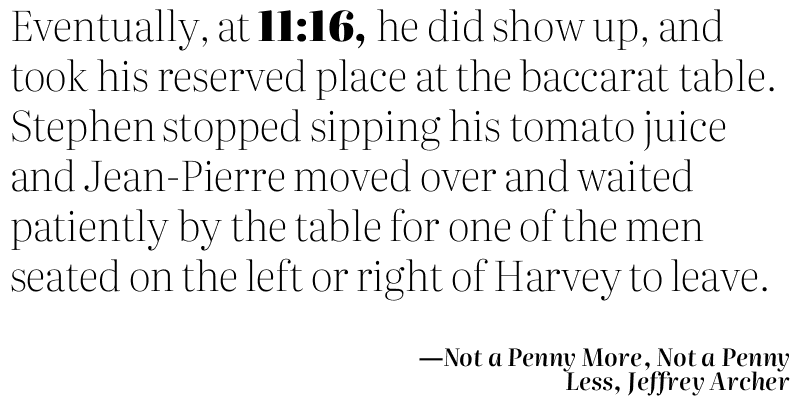 Eventually, at 11:16, he did show up, and
took his reserved place at the baccarat table.
Stephen stopped sipping his tomato juice
and Jean-Pierre moved over and waited
patiently by the table for one of the men
seated on the left or right of Harvey to leave.
—Not a Penny More, Not a Penny
Less, Jeffrey Archer